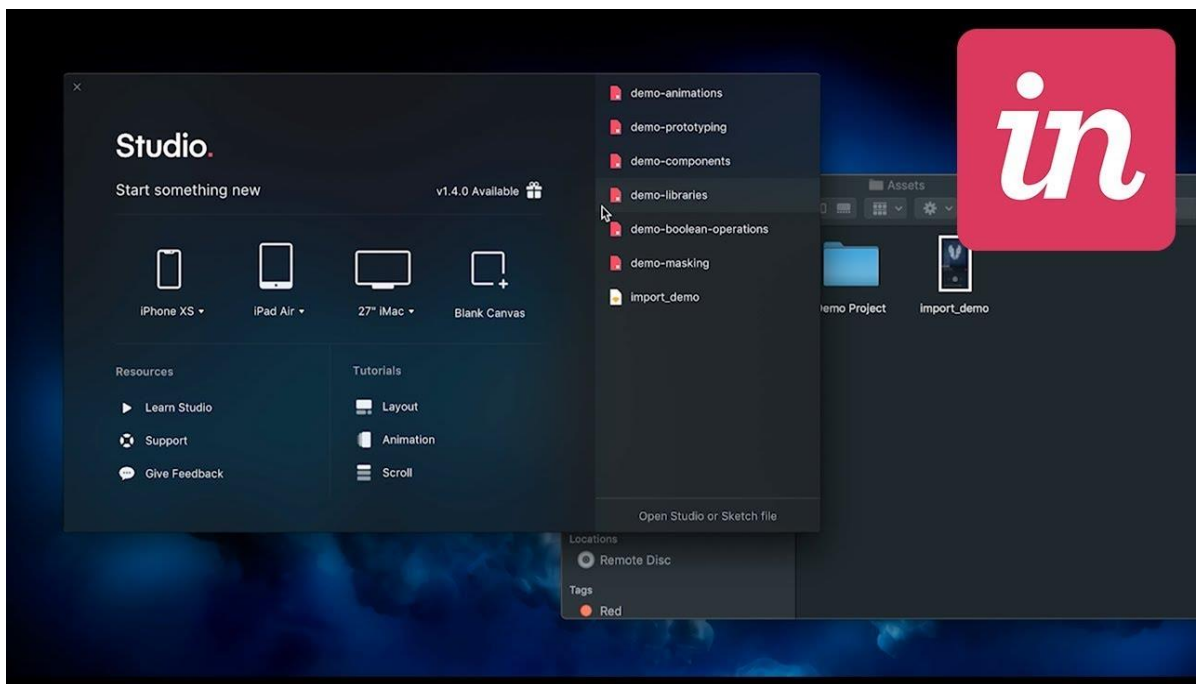 Studio.
Start something new
v1.4.0 Available
iPhone XS
iPad Air
27" iMac
Blank Canvas
Resources
Learn Studio
Support
Give Feedback
Tutorials
Layout
Animation
Scroll
demo-animations
demo-prototyping
demo-components
demo-libraries
demo-boolean-operations
demo-masking
import_demo
Open Studio or Sketch file
in
Assets
Demo Project
import_demo
Locations
Remote Disc
Tags
Red